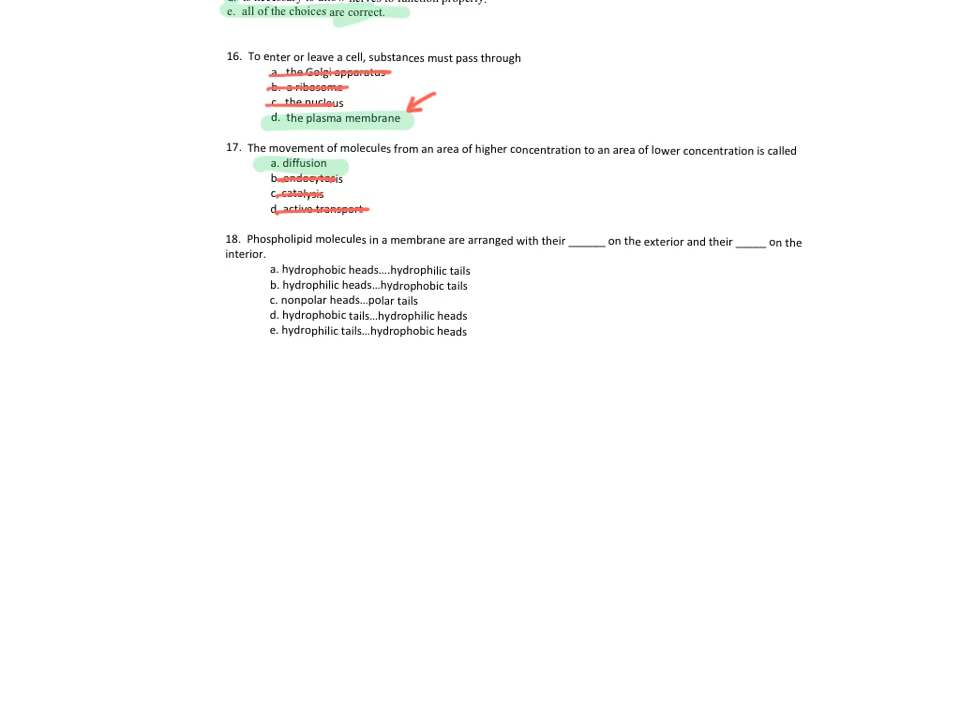 e. all of the choices are correct.
16. To enter or leave a cell, substances must pass through
a. the Golgi apparatus
b. a ribosome
c. the nucleus
d. the plasma membrane
17. The movement of molecules from an area of higher concentration to an area of lower concentration is called
a. diffusion
b. endocytosis
c. catalysis
d. active transport
18. Phospholipid molecules in a membrane are arranged with their ______ on the exterior and their _____ on the
interior.
a. hydrophobic heads....hydrophilic tails
b. hydrophilic heads...hydrophobic tails
c. nonpolar heads...polar tails
d. hydrophobic tails...hydrophilic heads
e. hydrophilic tails...hydrophobic heads